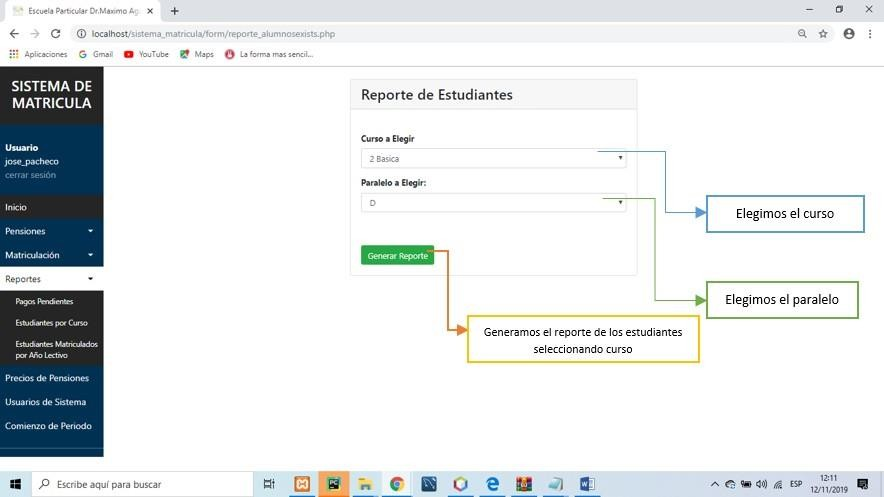 Escuela Particular Dr.Maximo Ag
localhost/sistema_matricula/form/reporte_alumnosexists.php
Aplicaciones
Gmail
YouTube
Maps
La forma mas sencil...
SISTEMA DE
MATRICULA
Usuario
jose_pacheco
cerrar sesión
Inicio
Pensiones
Matriculación
Reportes
Pagos Pendientes
Estudiantes por Curso
Estudiantes Matriculados
por Año Lectivo
Precios de Pensiones
Usuarios de Sistema
Comienzo de Periodo
Reporte de Estudiantes
Curso a Elegir
2 Basica
Paralelo a Elegir:
D
Generar Reporte
Elegimos el curso
Elegimos el paralelo
Generamos el reporte de los estudiantes
seleccionando curso
Escribe aquí para buscar
ESP
12:11
12/11/2019